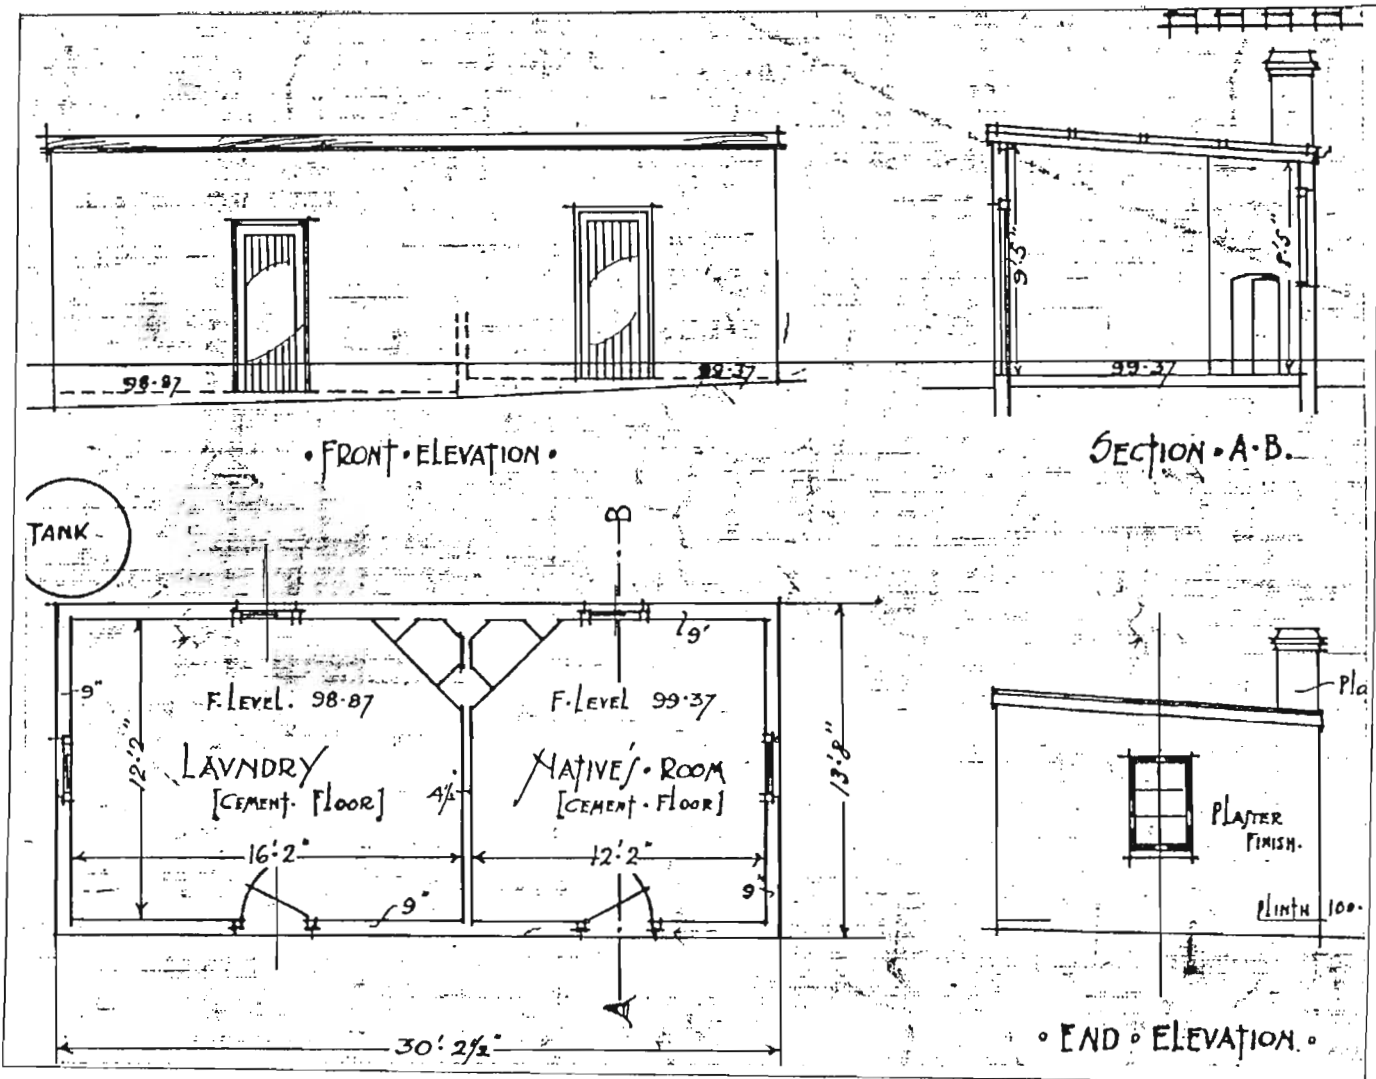 98·87
99·37
9'·5"
8'·5"
99·37
• FRONT • ELEVATION •
SECTION • A • B.
TANK
B
9'
9"
F. LEVEL. 98·87
F. LEVEL 99·37
12'·2"
LAVNDRY
[CEMENT. FLOOR]
4½"
NATIVE'S • ROOM
[CEMENT • FLOOR]
13'·8"
16'·2"
12'·2"
9"
9"
A
30'·2½"
Pla
PLASTER
FINISH.
PLINTH 100·
• END • ELEVATION. •